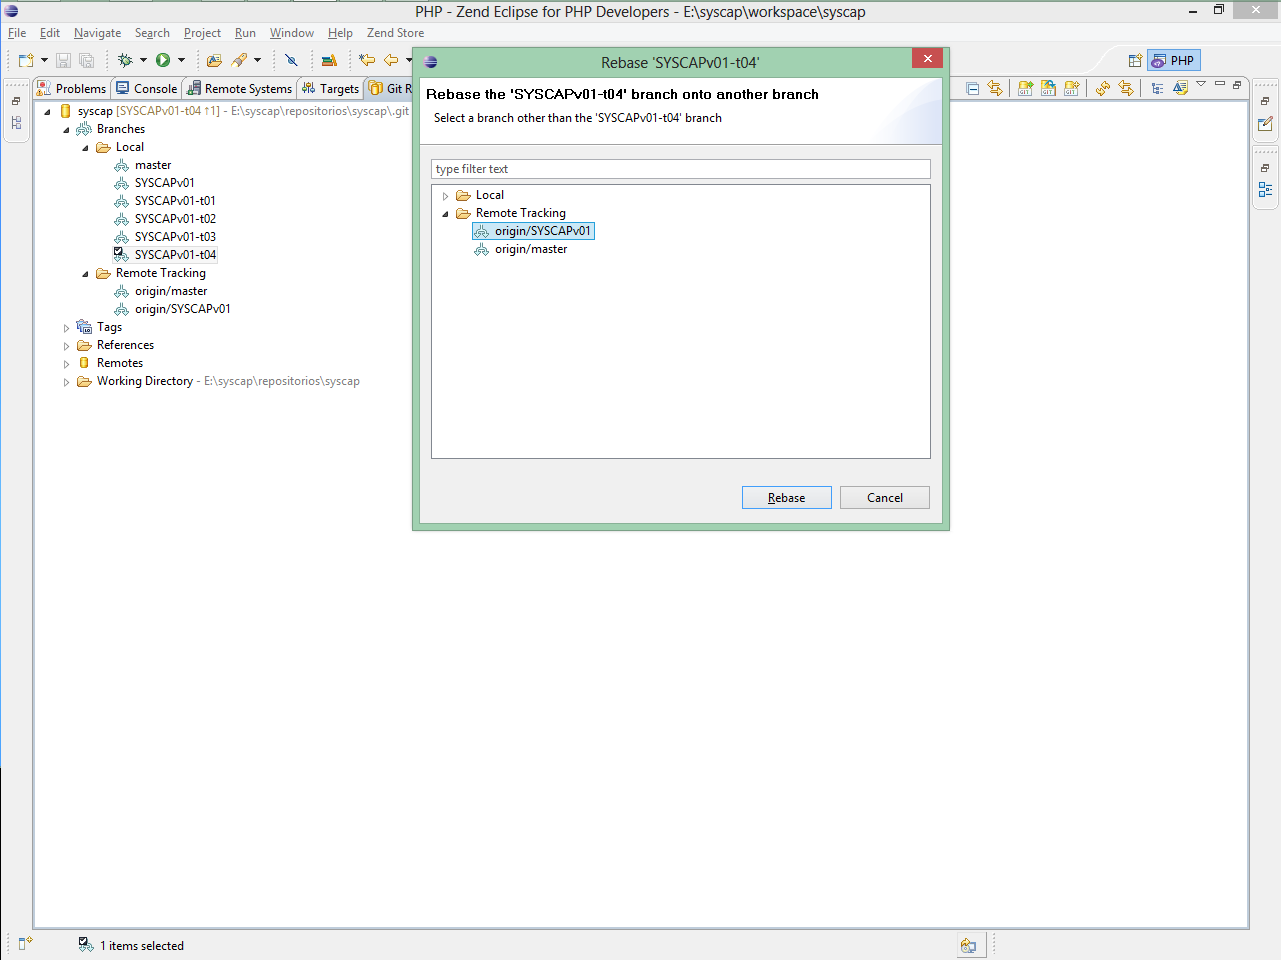 PHP - Zend Eclipse for PHP Developers - E:\syscap\workspace\syscap
File Edit Navigate Search Project Run Window Help Zend Store
PHP
Problems Console Remote Systems Targets Git R
syscap [SYSCAPv01-t04 ↑1] - E:\syscap\repositorios\syscap\.git
Branches
Local
master
SYSCAPv01
SYSCAPv01-t01
SYSCAPv01-t02
SYSCAPv01-t03
SYSCAPv01-t04
Remote Tracking
origin/master
origin/SYSCAPv01
Tags
References
Remotes
Working Directory - E:\syscap\repositorios\syscap
Rebase 'SYSCAPv01-t04'
Rebase the 'SYSCAPv01-t04' branch onto another branch
Select a branch other than the 'SYSCAPv01-t04' branch
type filter text
Local
Remote Tracking
origin/SYSCAPv01
origin/master
Rebase Cancel
1 items selected